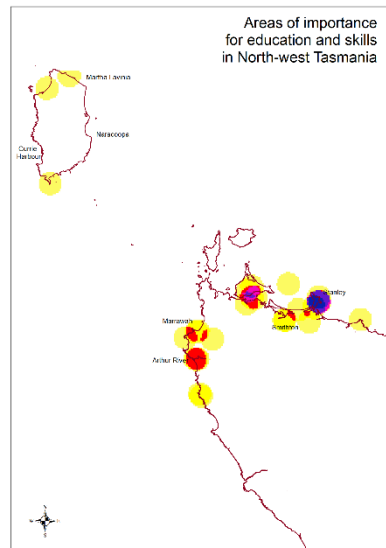 Areas of importance
for education and skills
in North-west Tasmania
Martha Lavinia
Naracoopa
Currie
Harbour
Stanley
Smithton
Marrawah
Arthur River